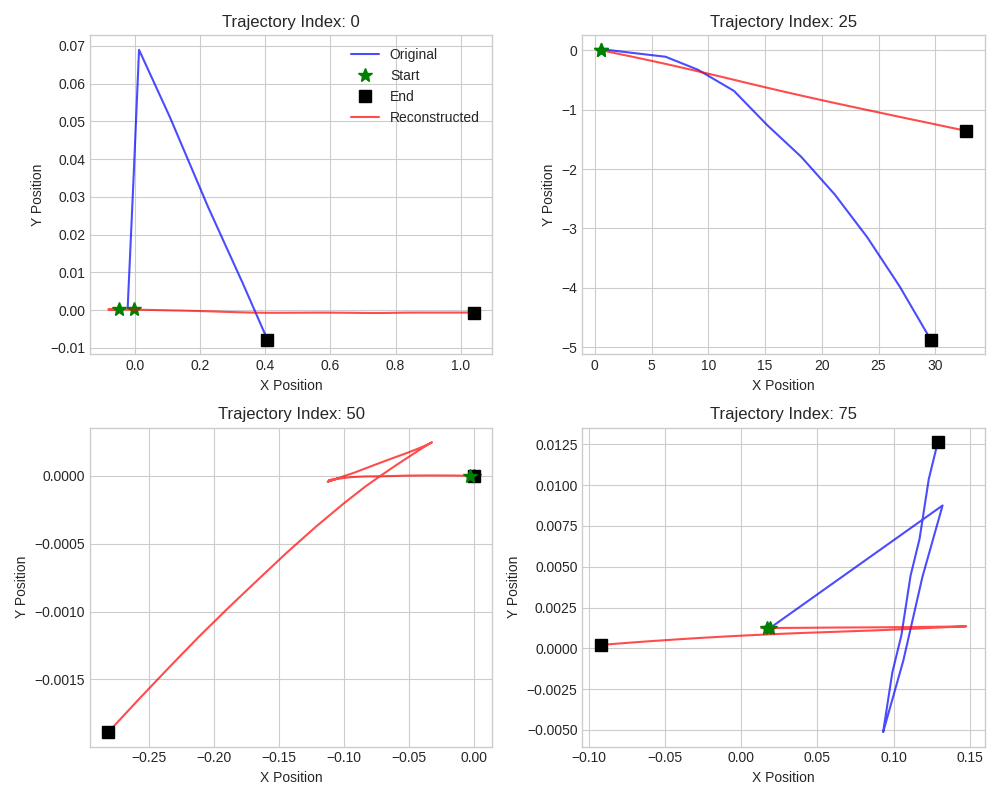 Trajectory Index: 0
0.07
0.06
0.05
0.04
0.03
0.02
0.01
0.00
−0.01
Y Position
Original
Start
End
Reconstructed
0.0 0.2 0.4 0.6 0.8 1.0
X Position
Trajectory Index: 25
0
−1
−2
−3
−4
−5
Y Position
0 5 10 15 20 25 30
X Position
Trajectory Index: 50
0.0000
−0.0005
−0.0010
−0.0015
Y Position
−0.25 −0.20 −0.15 −0.10 −0.05 0.00
X Position
Trajectory Index: 75
0.0125
0.0100
0.0075
0.0050
0.0025
0.0000
−0.0025
−0.0050
Y Position
−0.10 −0.05 0.00 0.05 0.10 0.15
X Position